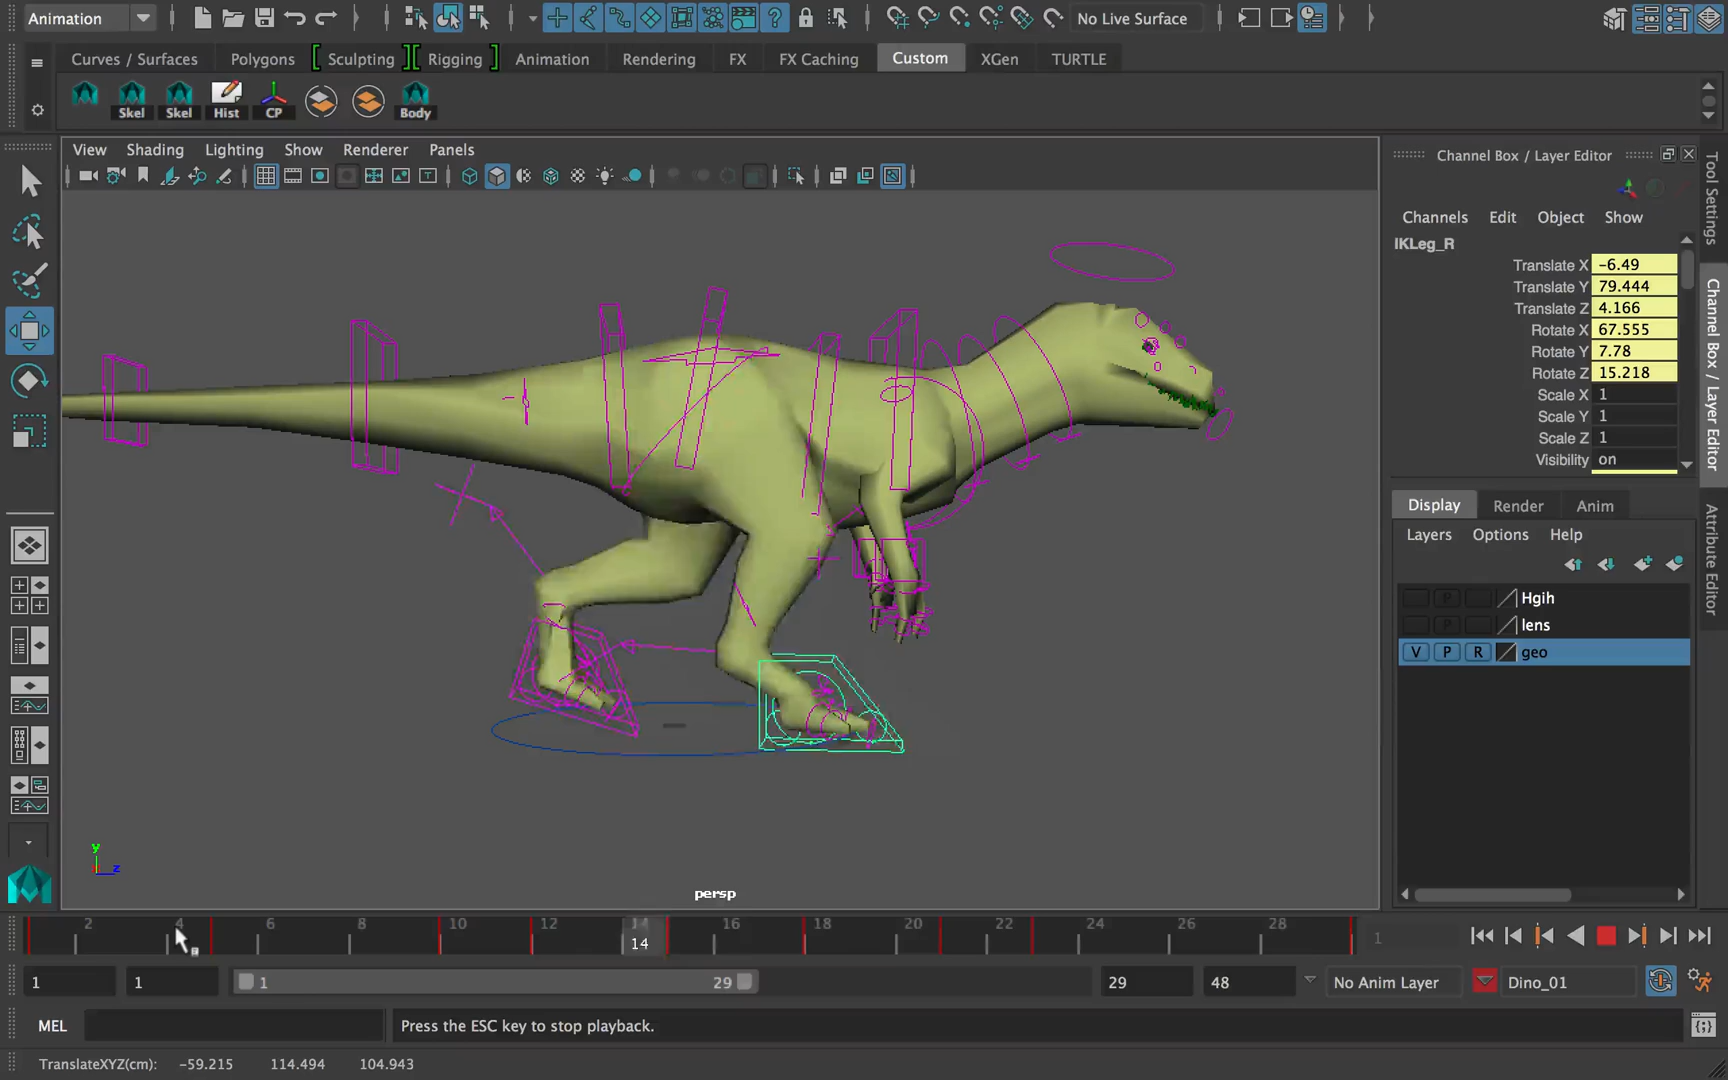 Animation
No Live Surface
Curves / Surfaces Polygons Sculpting Rigging Animation Rendering FX FX Caching Custom XGen TURTLE
Skel Skel Hist CP Body
View Shading Lighting Show Renderer Panels
Channel Box / Layer Editor
Channels Edit Object Show
IKLeg_R
Translate X -6.49
Translate Y 79.444
Translate Z 4.166
Rotate X 67.555
Rotate Y 7.78
Rotate Z 15.218
Scale X 1
Scale Y 1
Scale Z 1
Visibility on
Display Render Anim
Layers Options Help
P Hgih
lens
V P R geo
Tool Settings
Channel Box / Layer Editor
Attribute Editor
y
z
persp
2 4 6 8 10 12 14 16 18 20 22 24 26 28
14
1
1 1 1 29 29 48 No Anim Layer Dino_01
MEL Press the ESC key to stop playback.
TranslateXYZ(cm): -59.215 114.494 104.943